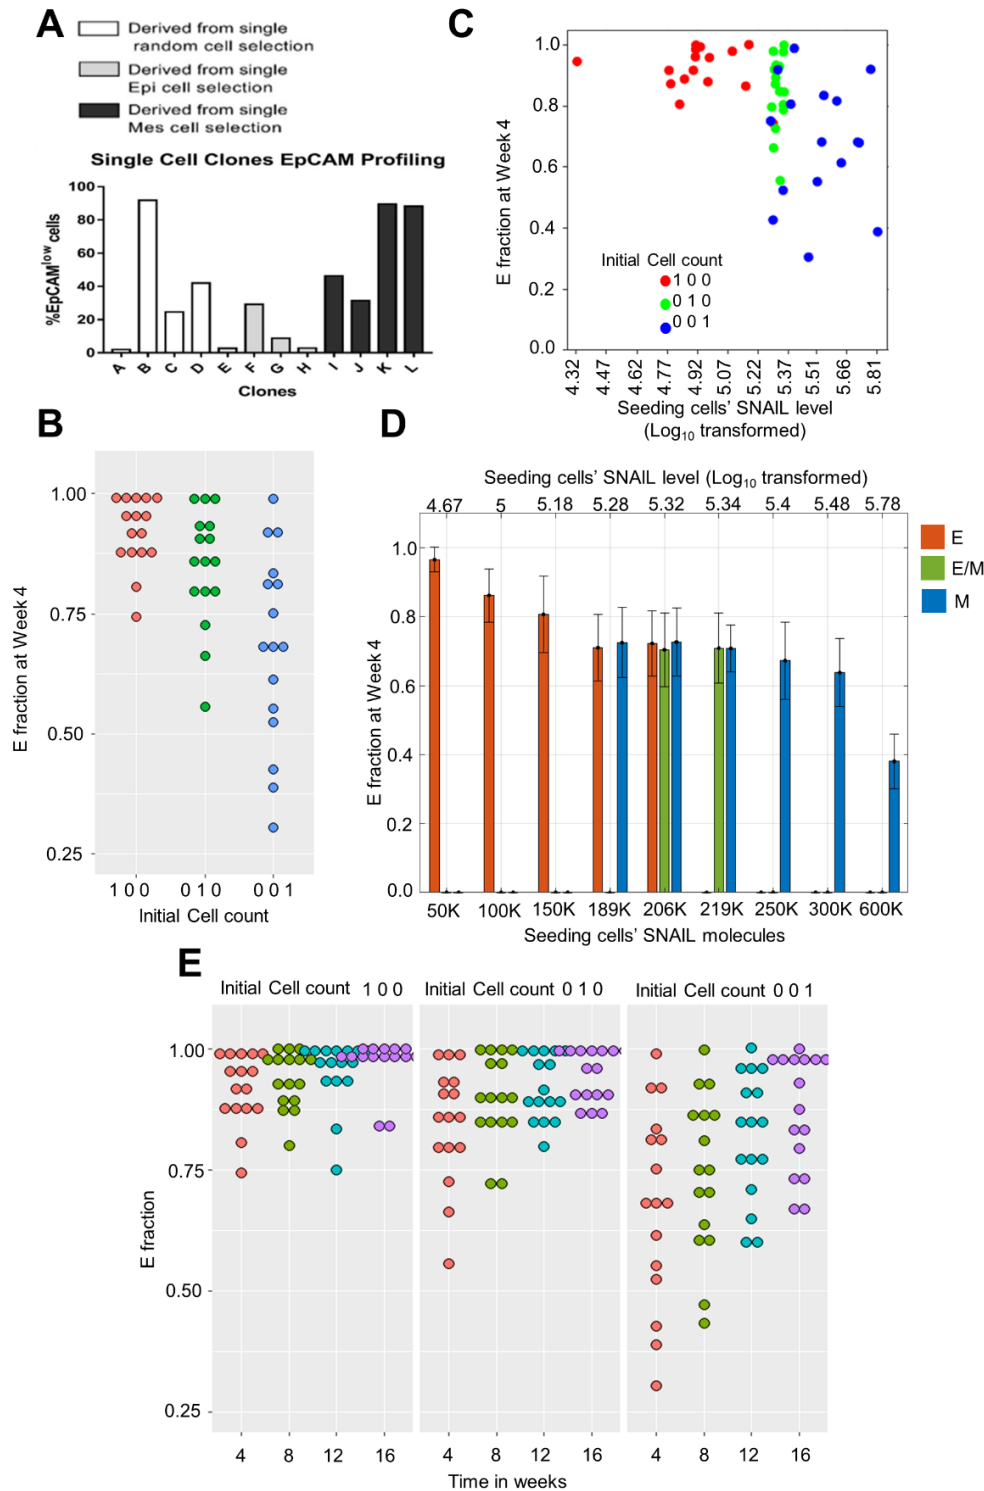 A
Derived from single
random cell selection
Derived from single
Epi cell selection
Derived from single
Mes cell selection
Single Cell Clones EpCAM Profiling
%EpCAMlow cells
100
80
60
40
20
0
A B C D E F G H I J K L
Clones
B
E fraction at Week 4
1.00
0.75
0.50
0.25
1 0 0 0 1 0 0 0 1
Initial Cell count
C
E fraction at Week 4
1.0
0.8
0.6
0.4
0.2
0.0
Initial Cell count
1 0 0
0 1 0
0 0 1
4.32 4.47 4.62 4.77 4.92 5.07 5.22 5.37 5.51 5.66 5.81
Seeding cells' SNAIL level
(Log10 transformed)
D
Seeding cells' SNAIL level (Log10 transformed)
4.67 5 5.18 5.28 5.32 5.34 5.4 5.48 5.78
E fraction at Week 4
1.0
0.8
0.6
0.4
0.2
0.0
50K 100K 150K 189K 206K 219K 250K 300K 600K
Seeding cells' SNAIL molecules
E
E/M
M
E
Initial Cell count 1 0 0
Initial Cell count 0 1 0
Initial Cell count 0 0 1
E fraction
1.00
0.75
0.50
0.25
4 8 12 16 4 8 12 16 4 8 12 16
Time in weeks